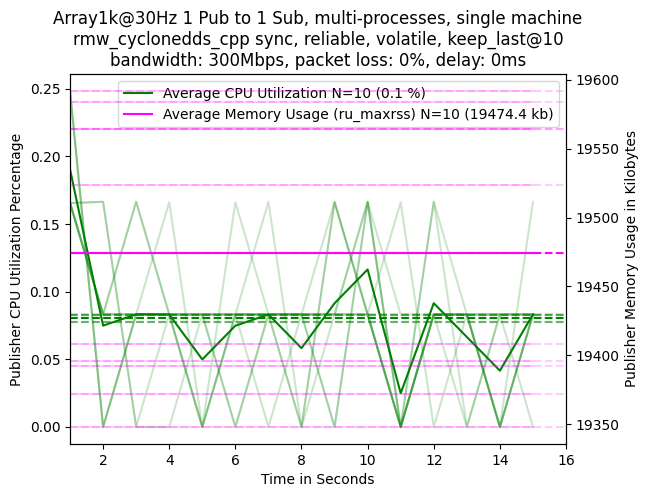 Array1k@30Hz 1 Pub to 1 Sub, multi-processes, single machine
rmw_cyclonedds_cpp sync, reliable, volatile, keep_last@10
bandwidth: 300Mbps, packet loss: 0%, delay: 0ms
Average CPU Utilization N=10 (0.1 %)
Average Memory Usage (ru_maxrss) N=10 (19474.4 kb)
Publisher CPU Utilization Percentage
0.25
0.20
0.15
0.10
0.05
0.00
19600
19550
19500
19450
19400
19350
Publisher Memory Usage in Kilobytes
2 4 6 8 10 12 14 16
Time in Seconds